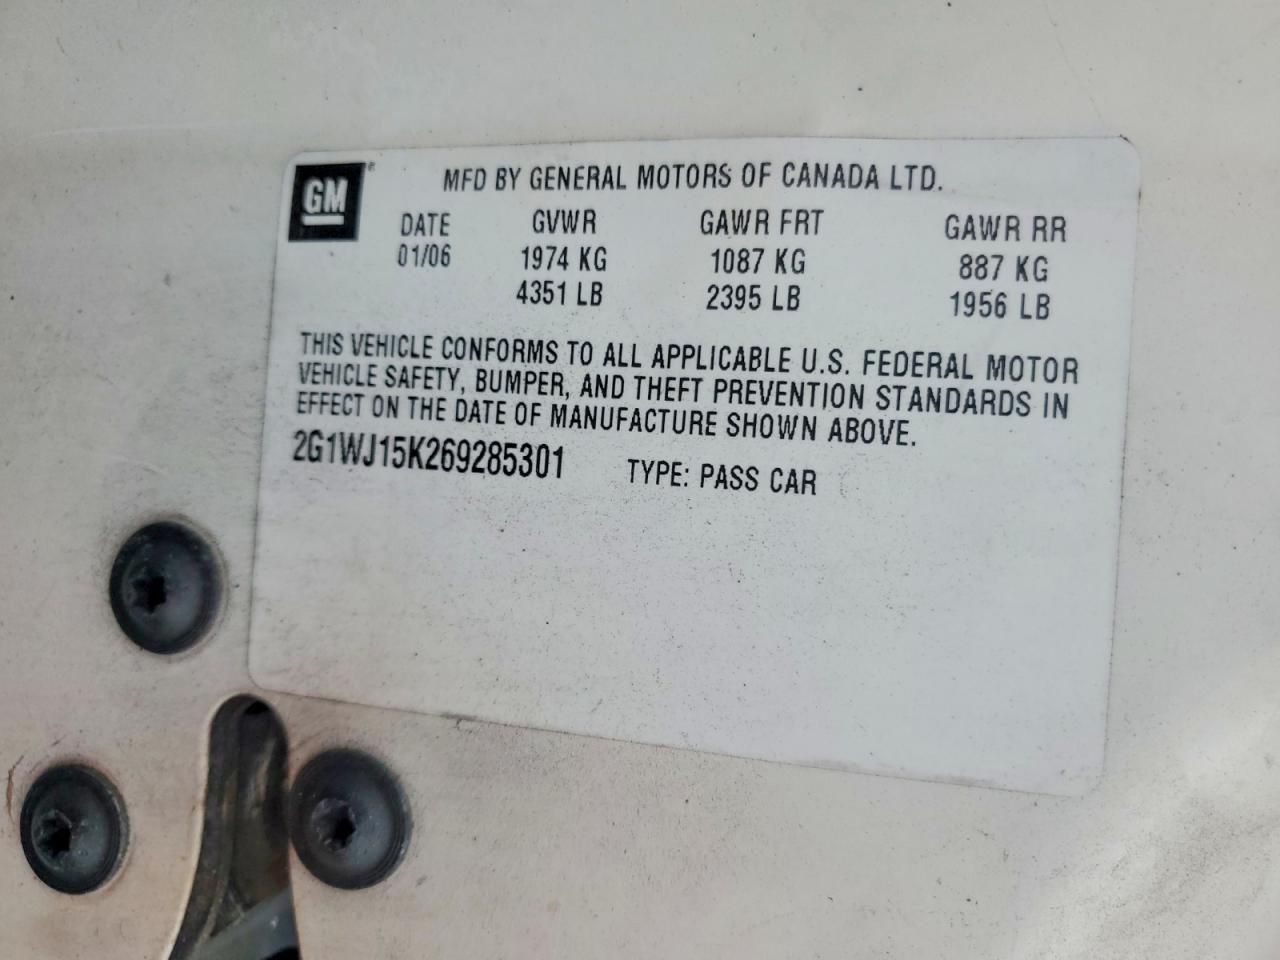 GM®
MFD BY GENERAL MOTORS OF CANADA LTD.
DATE GVWR GAWR FRT GAWR RR
01/06 1974 KG 1087 KG 887 KG
4351 LB 2395 LB 1956 LB
THIS VEHICLE CONFORMS TO ALL APPLICABLE U.S. FEDERAL MOTOR
VEHICLE SAFETY, BUMPER, AND THEFT PREVENTION STANDARDS IN
EFFECT ON THE DATE OF MANUFACTURE SHOWN ABOVE.
2G1WJ15K269285301 TYPE: PASS CAR